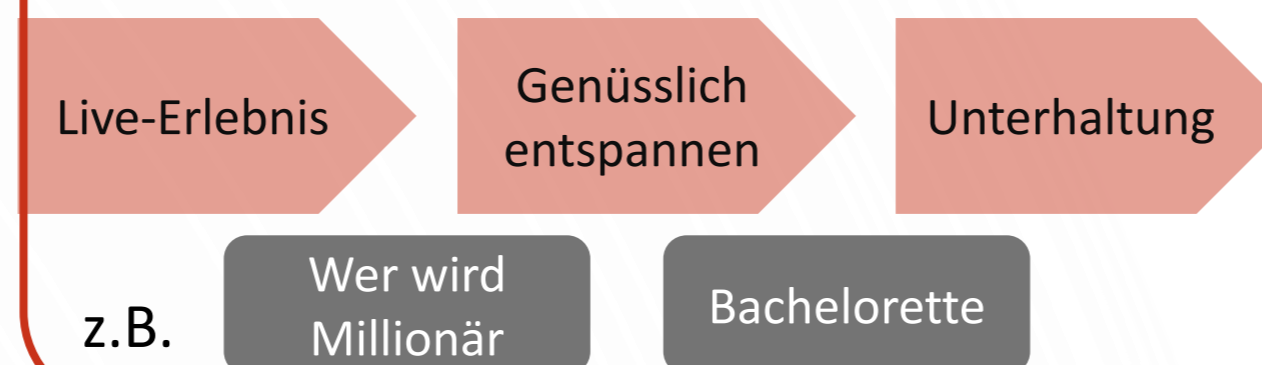 Live-Erlebnis
Genüsslich
entspannen
Unterhaltung
z.B.
Wer wird
Millionär
Bachelorette